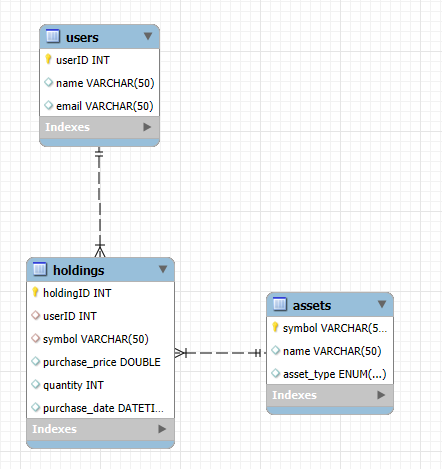 users
userID INT
name VARCHAR(50)
email VARCHAR(50)
Indexes
holdings
holdingID INT
userID INT
symbol VARCHAR(50)
purchase_price DOUBLE
quantity INT
purchase_date DATETI...
Indexes
assets
symbol VARCHAR(5...
name VARCHAR(50)
asset_type ENUM(...)
Indexes